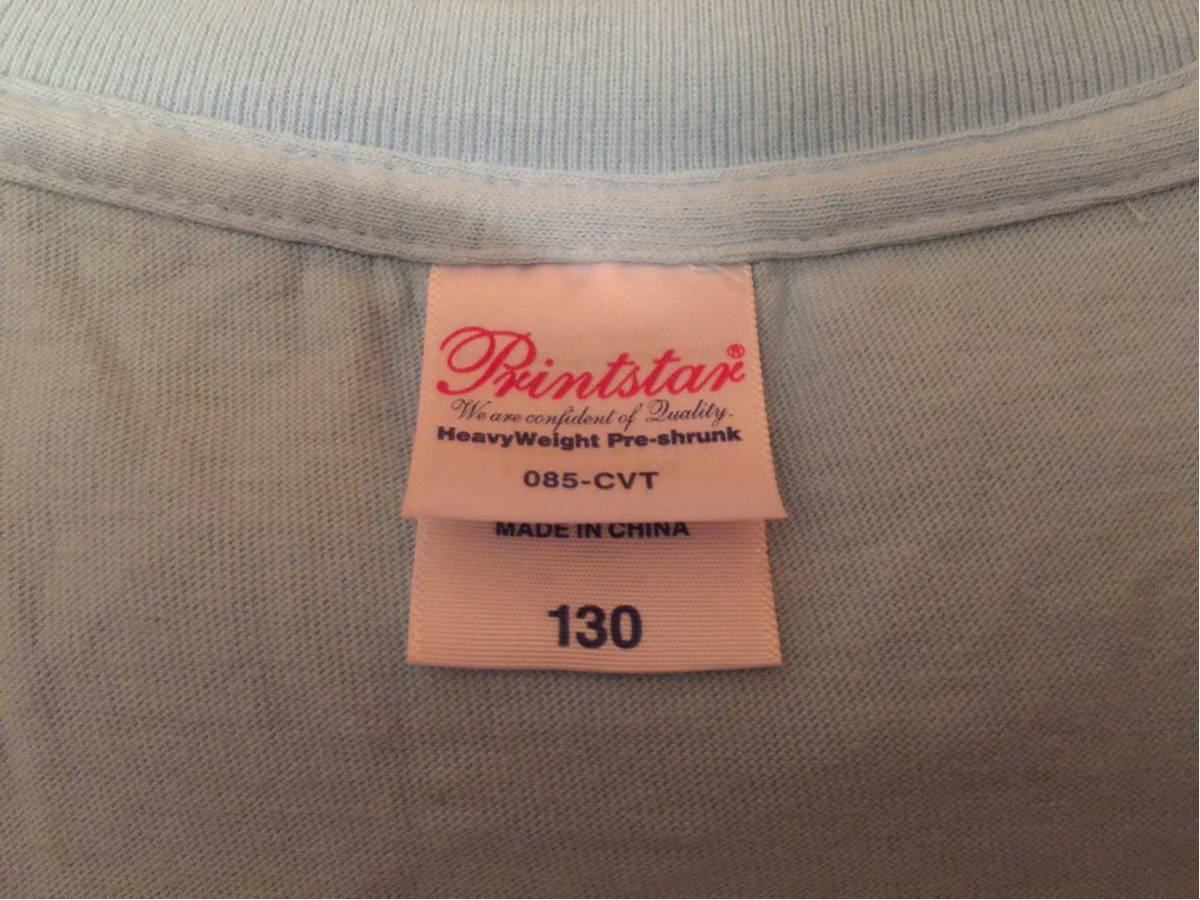 Printstar®
We are confident of Quality.
HeavyWeight Pre-shrunk
085-CVT
MADE IN CHINA
130